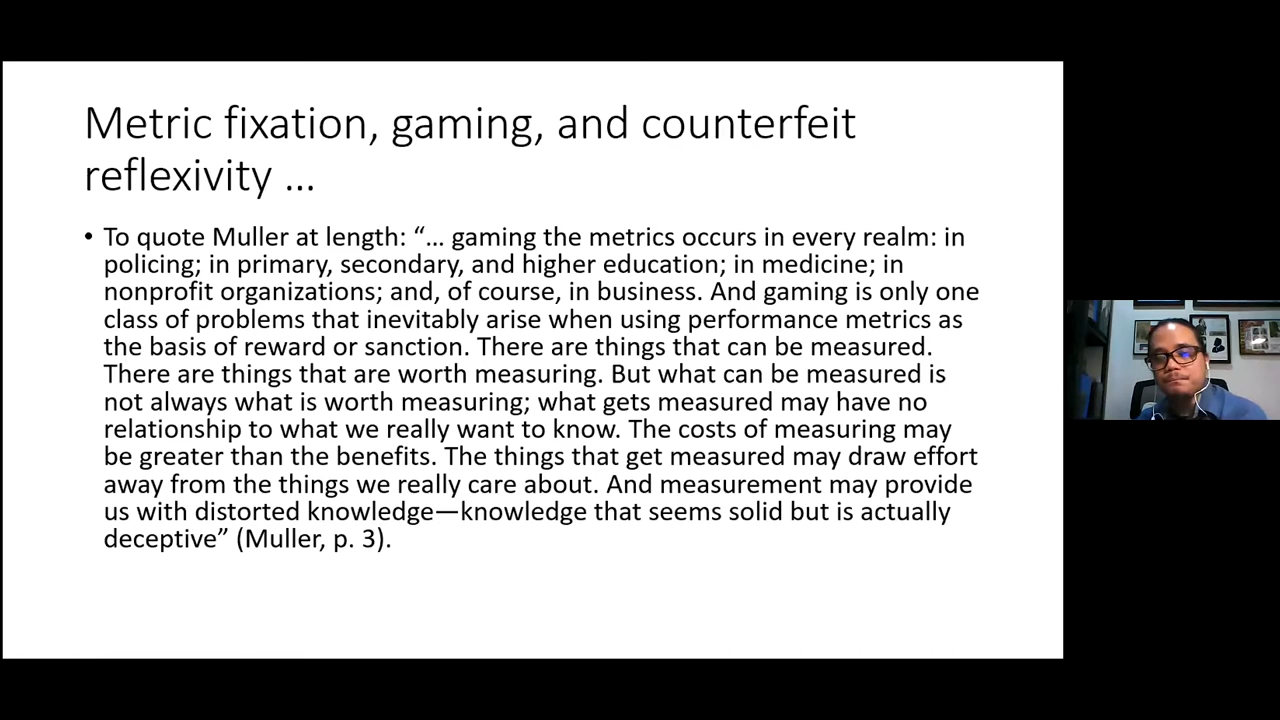 Metric fixation, gaming, and counterfeit
reflexivity ...
• To quote Muller at length: “... gaming the metrics occurs in every realm: in
policing; in primary, secondary, and higher education; in medicine; in
nonprofit organizations; and, of course, in business. And gaming is only one
class of problems that inevitably arise when using performance metrics as
the basis of reward or sanction. There are things that can be measured.
There are things that are worth measuring. But what can be measured is
not always what is worth measuring; what gets measured may have no
relationship to what we really want to know. The costs of measuring may
be greater than the benefits. The things that get measured may draw effort
away from the things we really care about. And measurement may provide
us with distorted knowledge—knowledge that seems solid but is actually
deceptive” (Muller, p. 3).